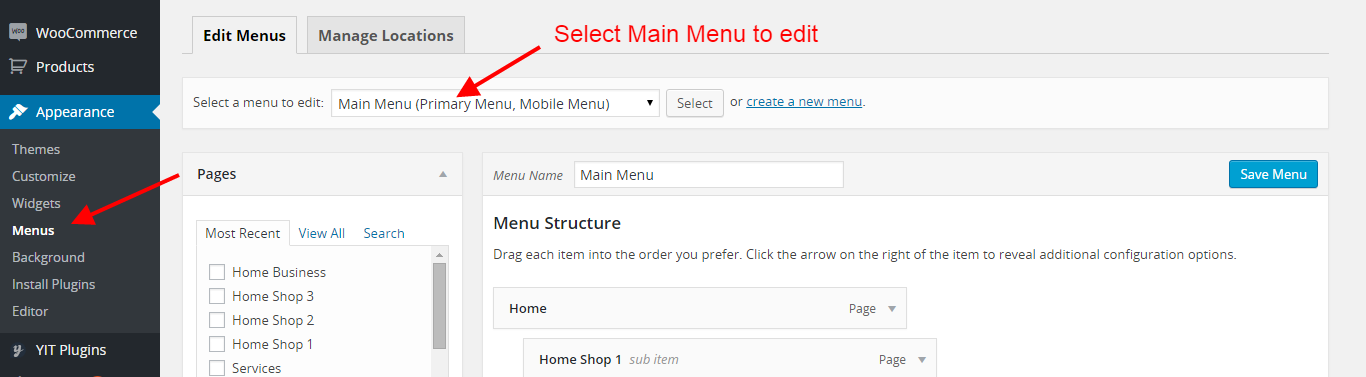 WooCommerce
Products
Appearance
Themes
Customize
Widgets
Menus
Background
Install Plugins
Editor
YIT Plugins
Edit Menus
Manage Locations
Select Main Menu to edit
Select a menu to edit: Main Menu (Primary Menu, Mobile Menu) Select or create a new menu.
Pages
Most Recent View All Search
Home Business
Home Shop 3
Home Shop 2
Home Shop 1
Services
Menu Name Main Menu Save Menu
Menu Structure
Drag each item into the order you prefer. Click the arrow on the right of the item to reveal additional configuration options.
Home Page
Home Shop 1 sub item Page